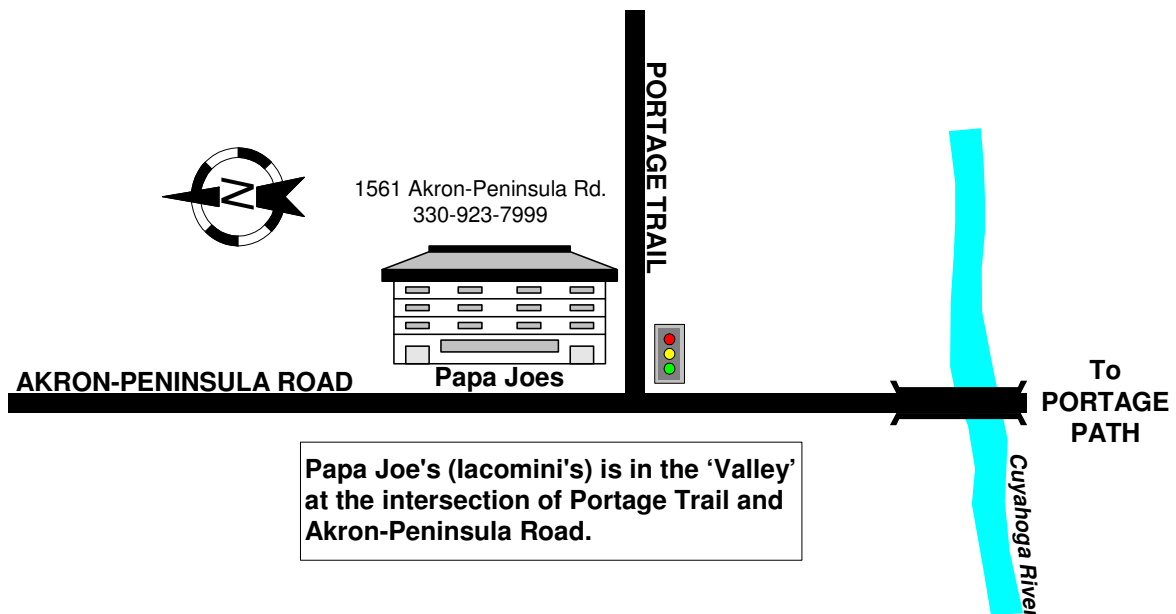 PORTAGE TRAIL
N
1561 Akron-Peninsula Rd.
330-923-7999
AKRON-PENINSULA ROAD
Papa Joes
To
PORTAGE
PATH
Papa Joe's (Iacomini's) is in the ‘Valley’
at the intersection of Portage Trail and
Akron-Peninsula Road.
Cuyahoga River